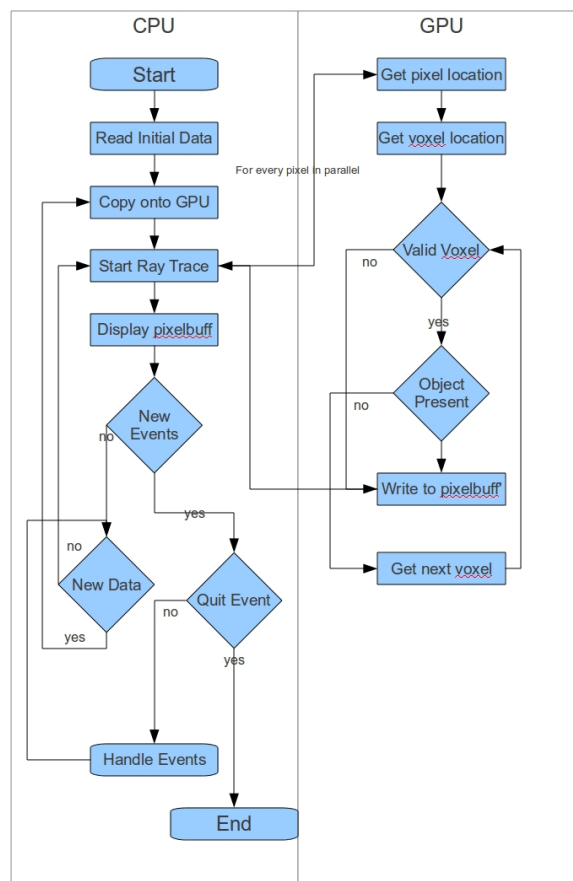 CPU
Start
Read Initial Data
Copy onto GPU
Start Ray Trace
Display pixelbuff
New
Events
no
yes
no
New Data
yes
Quit Event
no
yes
Handle Events
End
For every pixel in parallel
GPU
Get pixel location
Get voxel location
Valid Voxel
no
yes
Object
Present
no
Write to pixelbuff'
Get next voxel